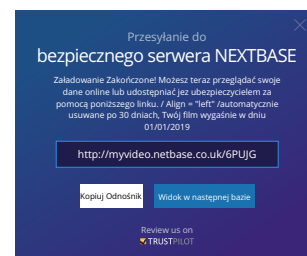 Przesyłanie do
bezpiecznego serwera NEXTBASE
Załadowanie Zakończone! Możesz teraz przeglądać swoje
dane online lub udostępniać jez ubezpieczycielem za
pomocą poniższego linku. / Align = "left" /automatycznie
usuwane po 30 dniach, Twój film wygaśnie w dniu
01/01/2019
http://myvideo.netbase.co.uk/6PUJG
Kopiuj Odnośnik Widok w następnej bazie
Review us on
TRUSTPILOT